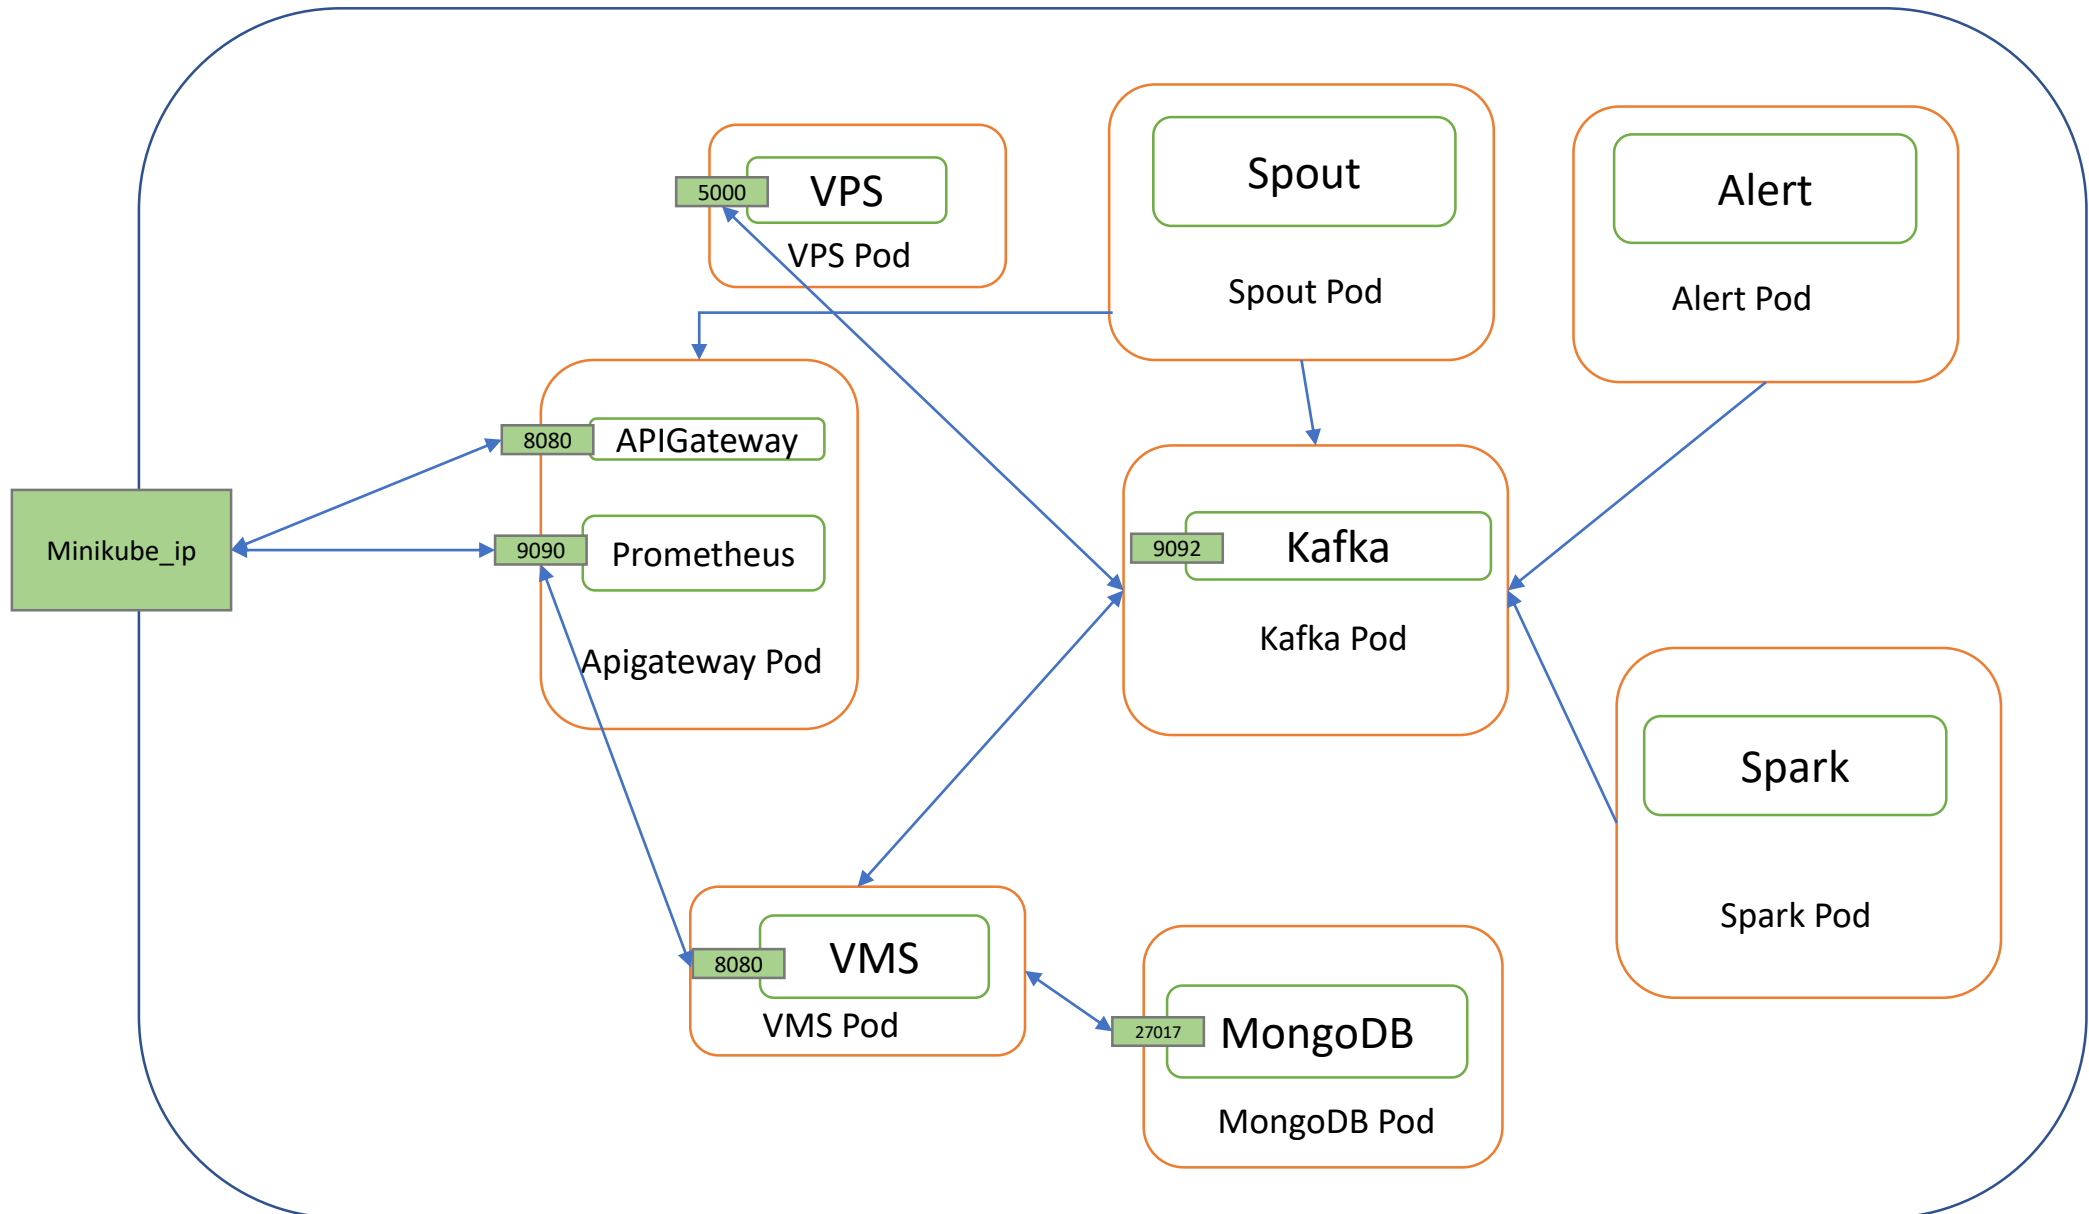 Spout
Alert
5000
VPS
VPS Pod
Spout Pod
Alert Pod
8080
APIGateway
Minikube_ip
9090
Prometheus
9092
Kafka
Kafka Pod
Apigateway Pod
Spark
Spark Pod
8080
VMS
VMS Pod
27017
MongoDB
MongoDB Pod